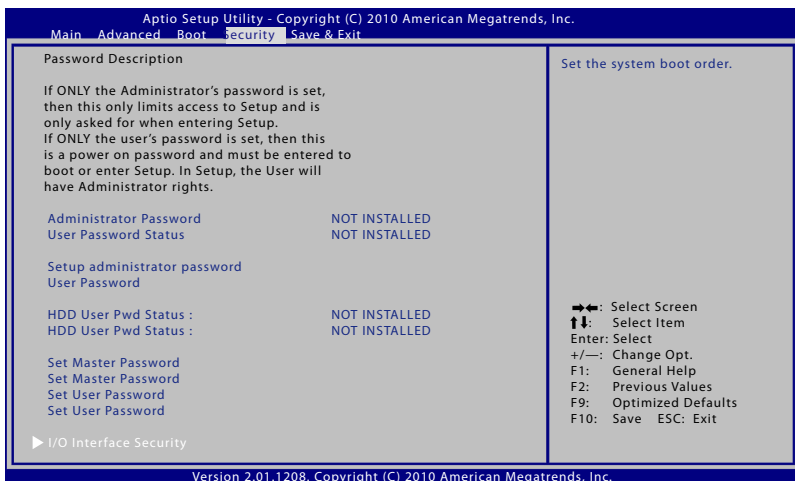 Aptio Setup Utility - Copyright (C) 2010 American Megatrends, Inc.
Main Advanced Boot Security Save & Exit
Password Description
If ONLY the Administrator's password is set,
then this only limits access to Setup and is
only asked for when entering Setup.
If ONLY the user's password is set, then this
is a power on password and must be entered to
boot or enter Setup. In Setup, the User will
have Administrator rights.
Administrator Password NOT INSTALLED
User Password Status NOT INSTALLED
Setup administrator password
User Password
HDD User Pwd Status : NOT INSTALLED
HDD User Pwd Status : NOT INSTALLED
Set Master Password
Set Master Password
Set User Password
Set User Password
▶ I/O Interface Security
Set the system boot order.
➡⬅: Select Screen
⬆⬇: Select Item
Enter: Select
+/—: Change Opt.
F1: General Help
F2: Previous Values
F9: Optimized Defaults
F10: Save ESC: Exit
Version 2.01.1208. Copyright (C) 2010 American Megatrends, Inc.